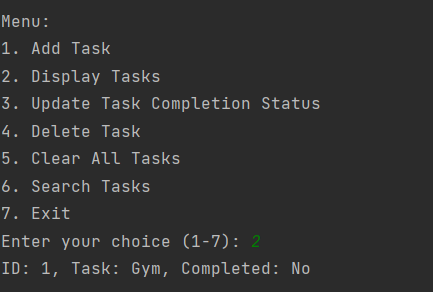 Menu:
1. Add Task
2. Display Tasks
3. Update Task Completion Status
4. Delete Task
5. Clear All Tasks
6. Search Tasks
7. Exit
Enter your choice (1-7): 2
ID: 1, Task: Gym, Completed: No